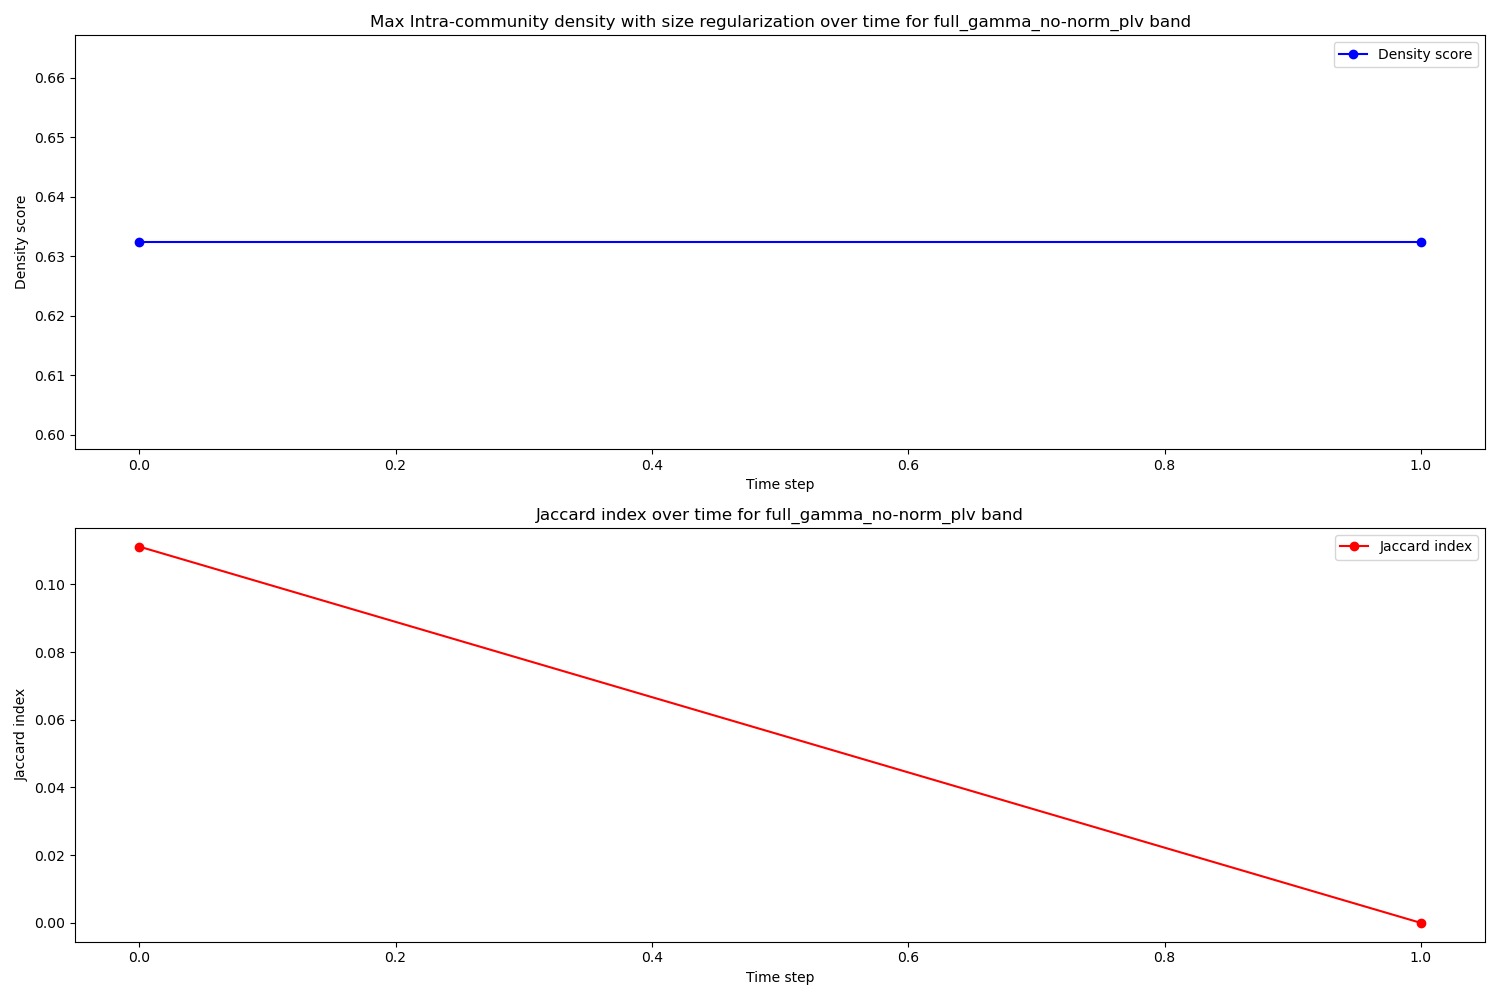 Max Intra-community density with size regularization over time for full_gamma_no-norm_plv band
Density score
0.66
0.65
0.64
0.63
0.62
0.61
0.60
Density score
0.0 0.2 0.4 0.6 0.8 1.0
Time step
Jaccard index over time for full_gamma_no-norm_plv band
Jaccard index
0.10
0.08
0.06
0.04
0.02
0.00
Jaccard index
0.0 0.2 0.4 0.6 0.8 1.0
Time step